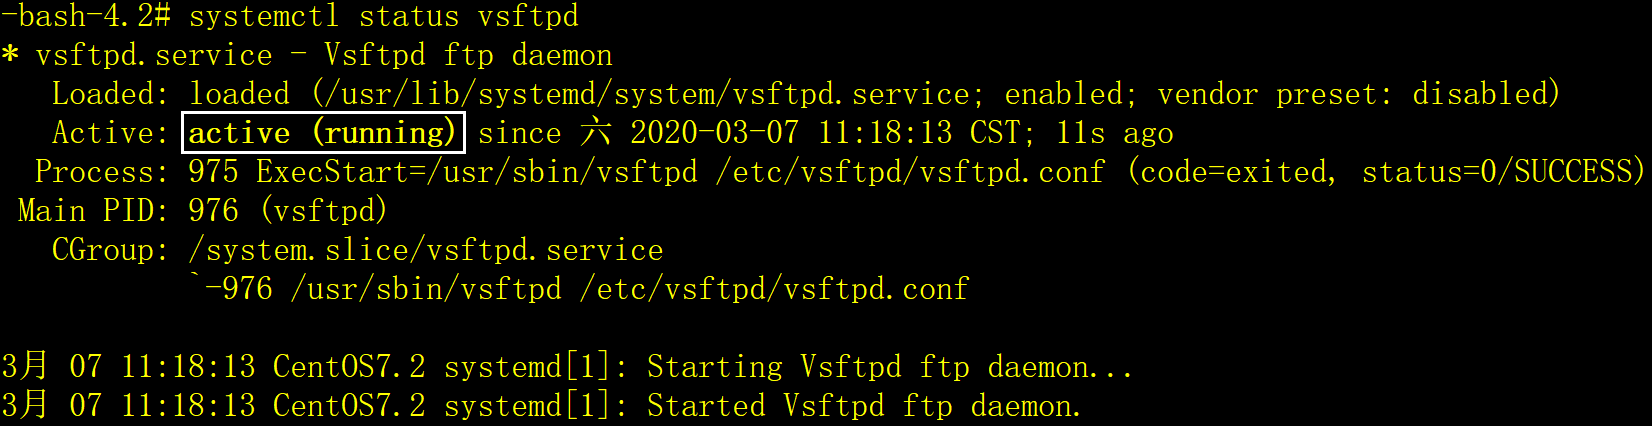 -bash-4.2# systemctl status vsftpd
* vsftpd.service - Vsftpd ftp daemon
   Loaded: loaded (/usr/lib/systemd/system/vsftpd.service; enabled; vendor preset: disabled)
   Active: active (running) since 六 2020-03-07 11:18:13 CST; 11s ago
  Process: 975 ExecStart=/usr/sbin/vsftpd /etc/vsftpd/vsftpd.conf (code=exited, status=0/SUCCESS)
 Main PID: 976 (vsftpd)
   CGroup: /system.slice/vsftpd.service
           `-976 /usr/sbin/vsftpd /etc/vsftpd/vsftpd.conf
3月 07 11:18:13 CentOS7.2 systemd[1]: Starting Vsftpd ftp daemon...
3月 07 11:18:13 CentOS7.2 systemd[1]: Started Vsftpd ftp daemon.